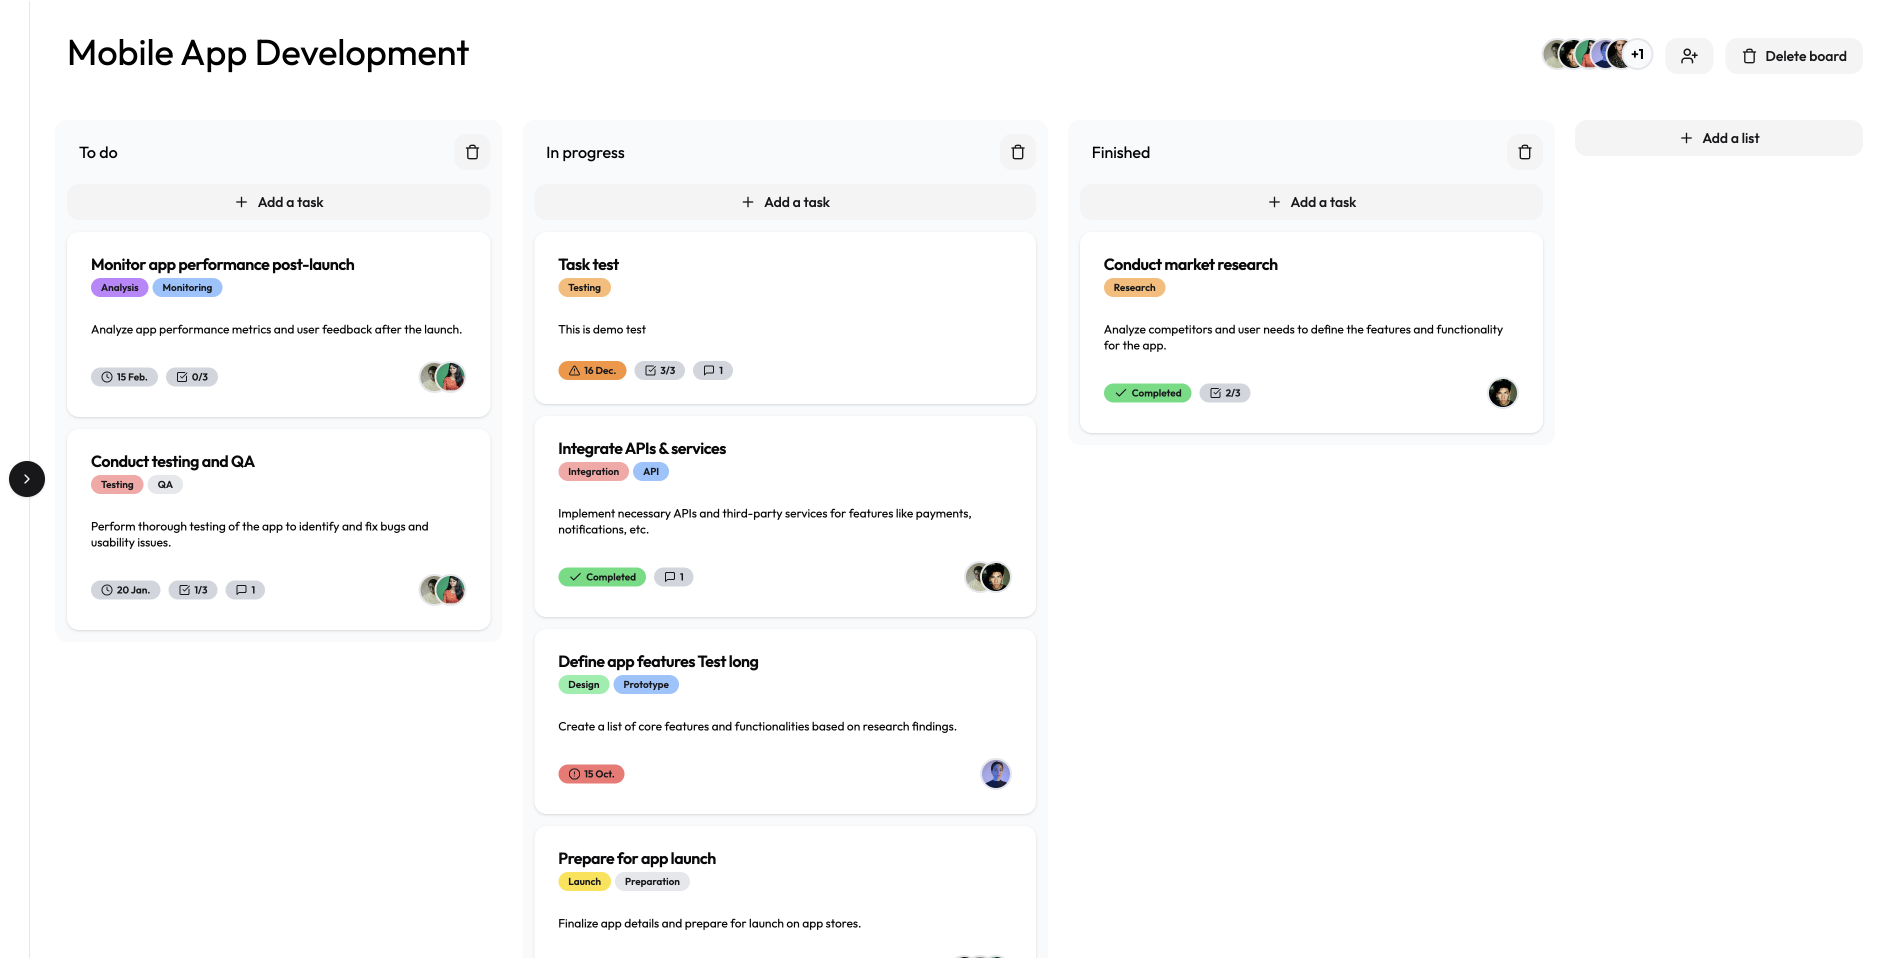 Mobile App Development
+1
Delete board
To do
Add a task
Monitor app performance post-launch
Analysis Monitoring
Analyze app performance metrics and user feedback after the launch.
15 Feb. 0/3
Conduct testing and QA
Testing QA
Perform thorough testing of the app to identify and fix bugs and
usability issues.
20 Jan. 1/3 1
In progress
Add a task
Task test
Testing
This is demo test
16 Dec. 3/3 1
Integrate APIs & services
Integration API
Implement necessary APIs and third-party services for features like payments,
notifications, etc.
Completed 1
Define app features Test long
Design Prototype
Create a list of core features and functionalities based on research findings.
15 Oct.
Prepare for app launch
Launch Preparation
Finalize app details and prepare for launch on app stores.
Finished
Add a task
Conduct market research
Research
Analyze competitors and user needs to define the features and functionality
for the app.
Completed 2/3
Add a list